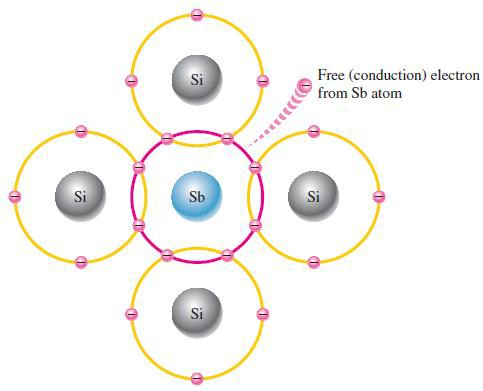 Si
Free (conduction) electron
from Sb atom
Si
Sb
Si
Si